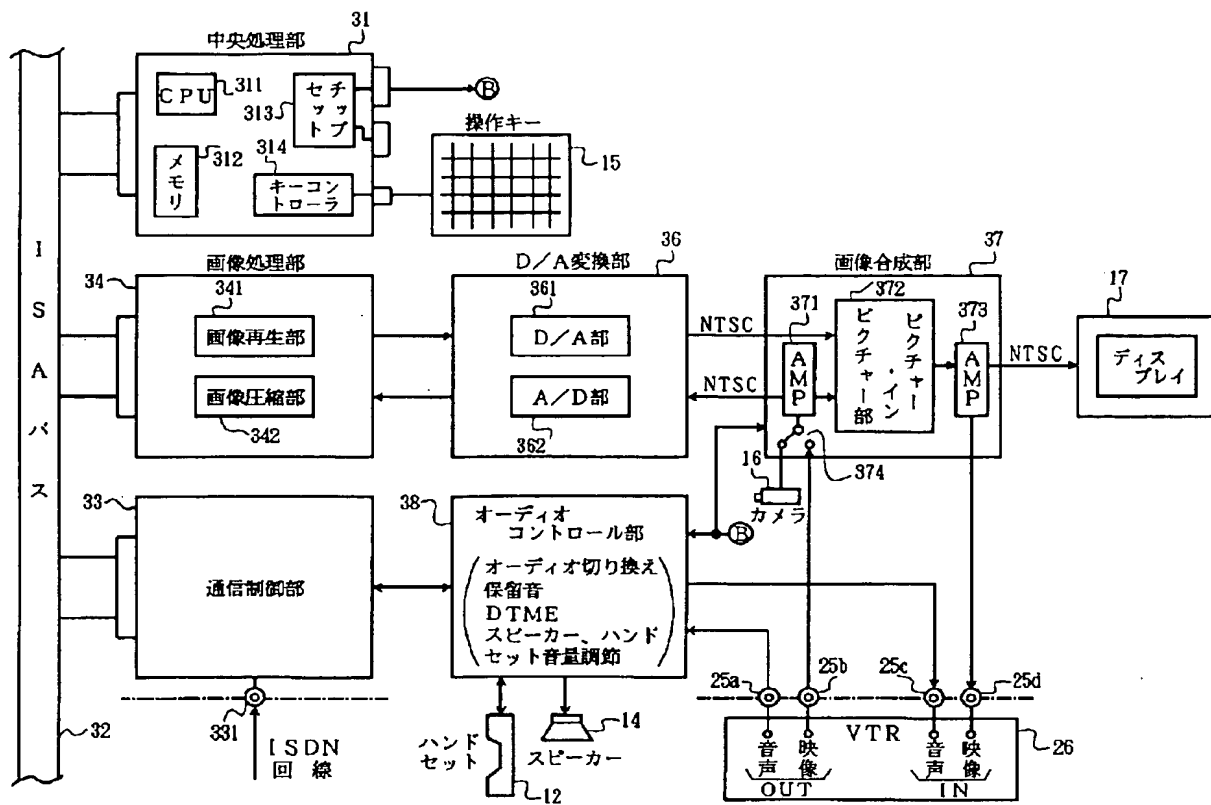 中央処理部
31
CPU
311
313
セット
チップ
B
312
メモリ
314
キーコン
トローラ
操作キー
15
ISAバス
32
画像処理部
34
341
画像再生部
画像圧縮部
342
D/A変換部
36
361
D/A部
A/D部
362
NTSC
NTSC
画像合成部
37
371
AMP
372
ピクチャー・イン
ピクチャー部
373
AMP
NTSC
17
ディス
プレイ
374
16
カメラ
33
通信制御部
331
ISDN
回線
38
オーディオ
コントロール部
オーディオ切り換え
保留音
DTME
スピーカー、ハンド
セット音量調節
B
ハンド
セット
12
14
スピーカー
25a
25b
25c
25d
VTR
26
音声
映像
音声
映像
OUT
IN